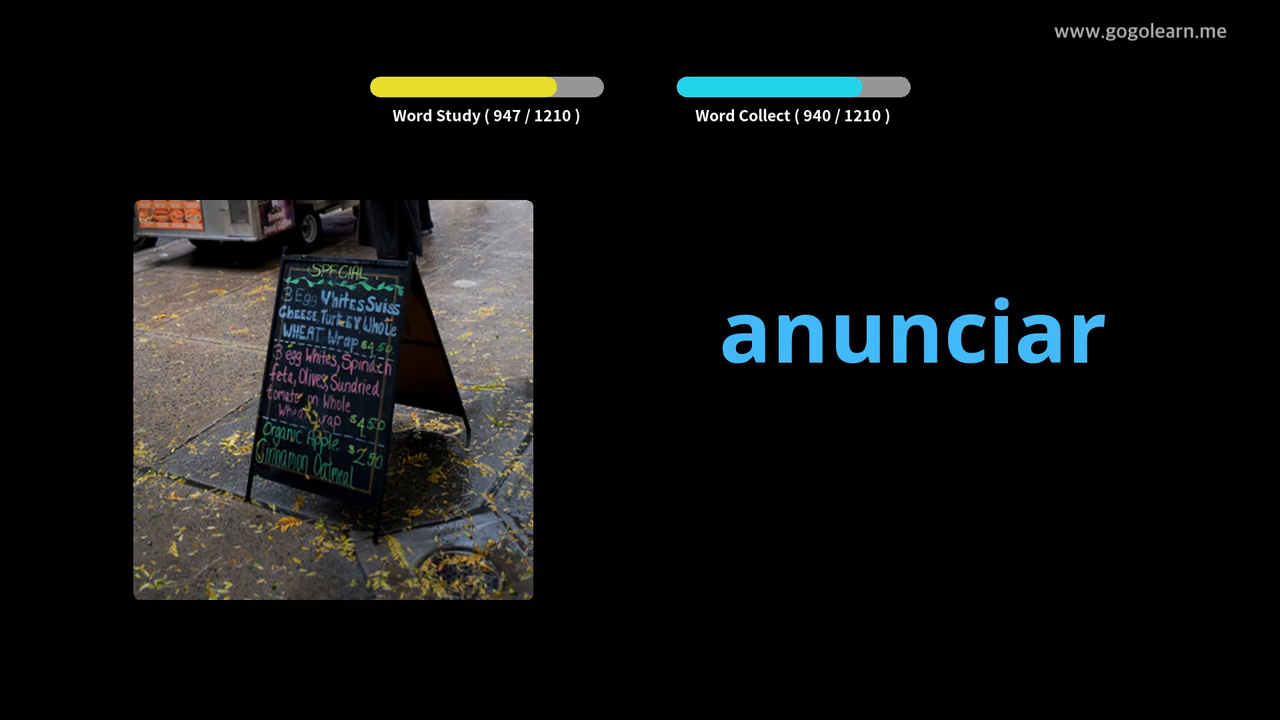 www.gogolearn.me
Word Study ( 947 / 1210 )
Word Collect ( 940 / 1210 )
SPECIAL
3 Egg Whites, Swiss
Cheese, Turkey Whole
WHEAT Wrap $4.50
3 egg Whites, Spinach
feta, Olives, Sundried
tomato on Whole
Wheat Wrap $4.50
Organic Apple
Cinnamon Oatmeal $2.50
anunciar